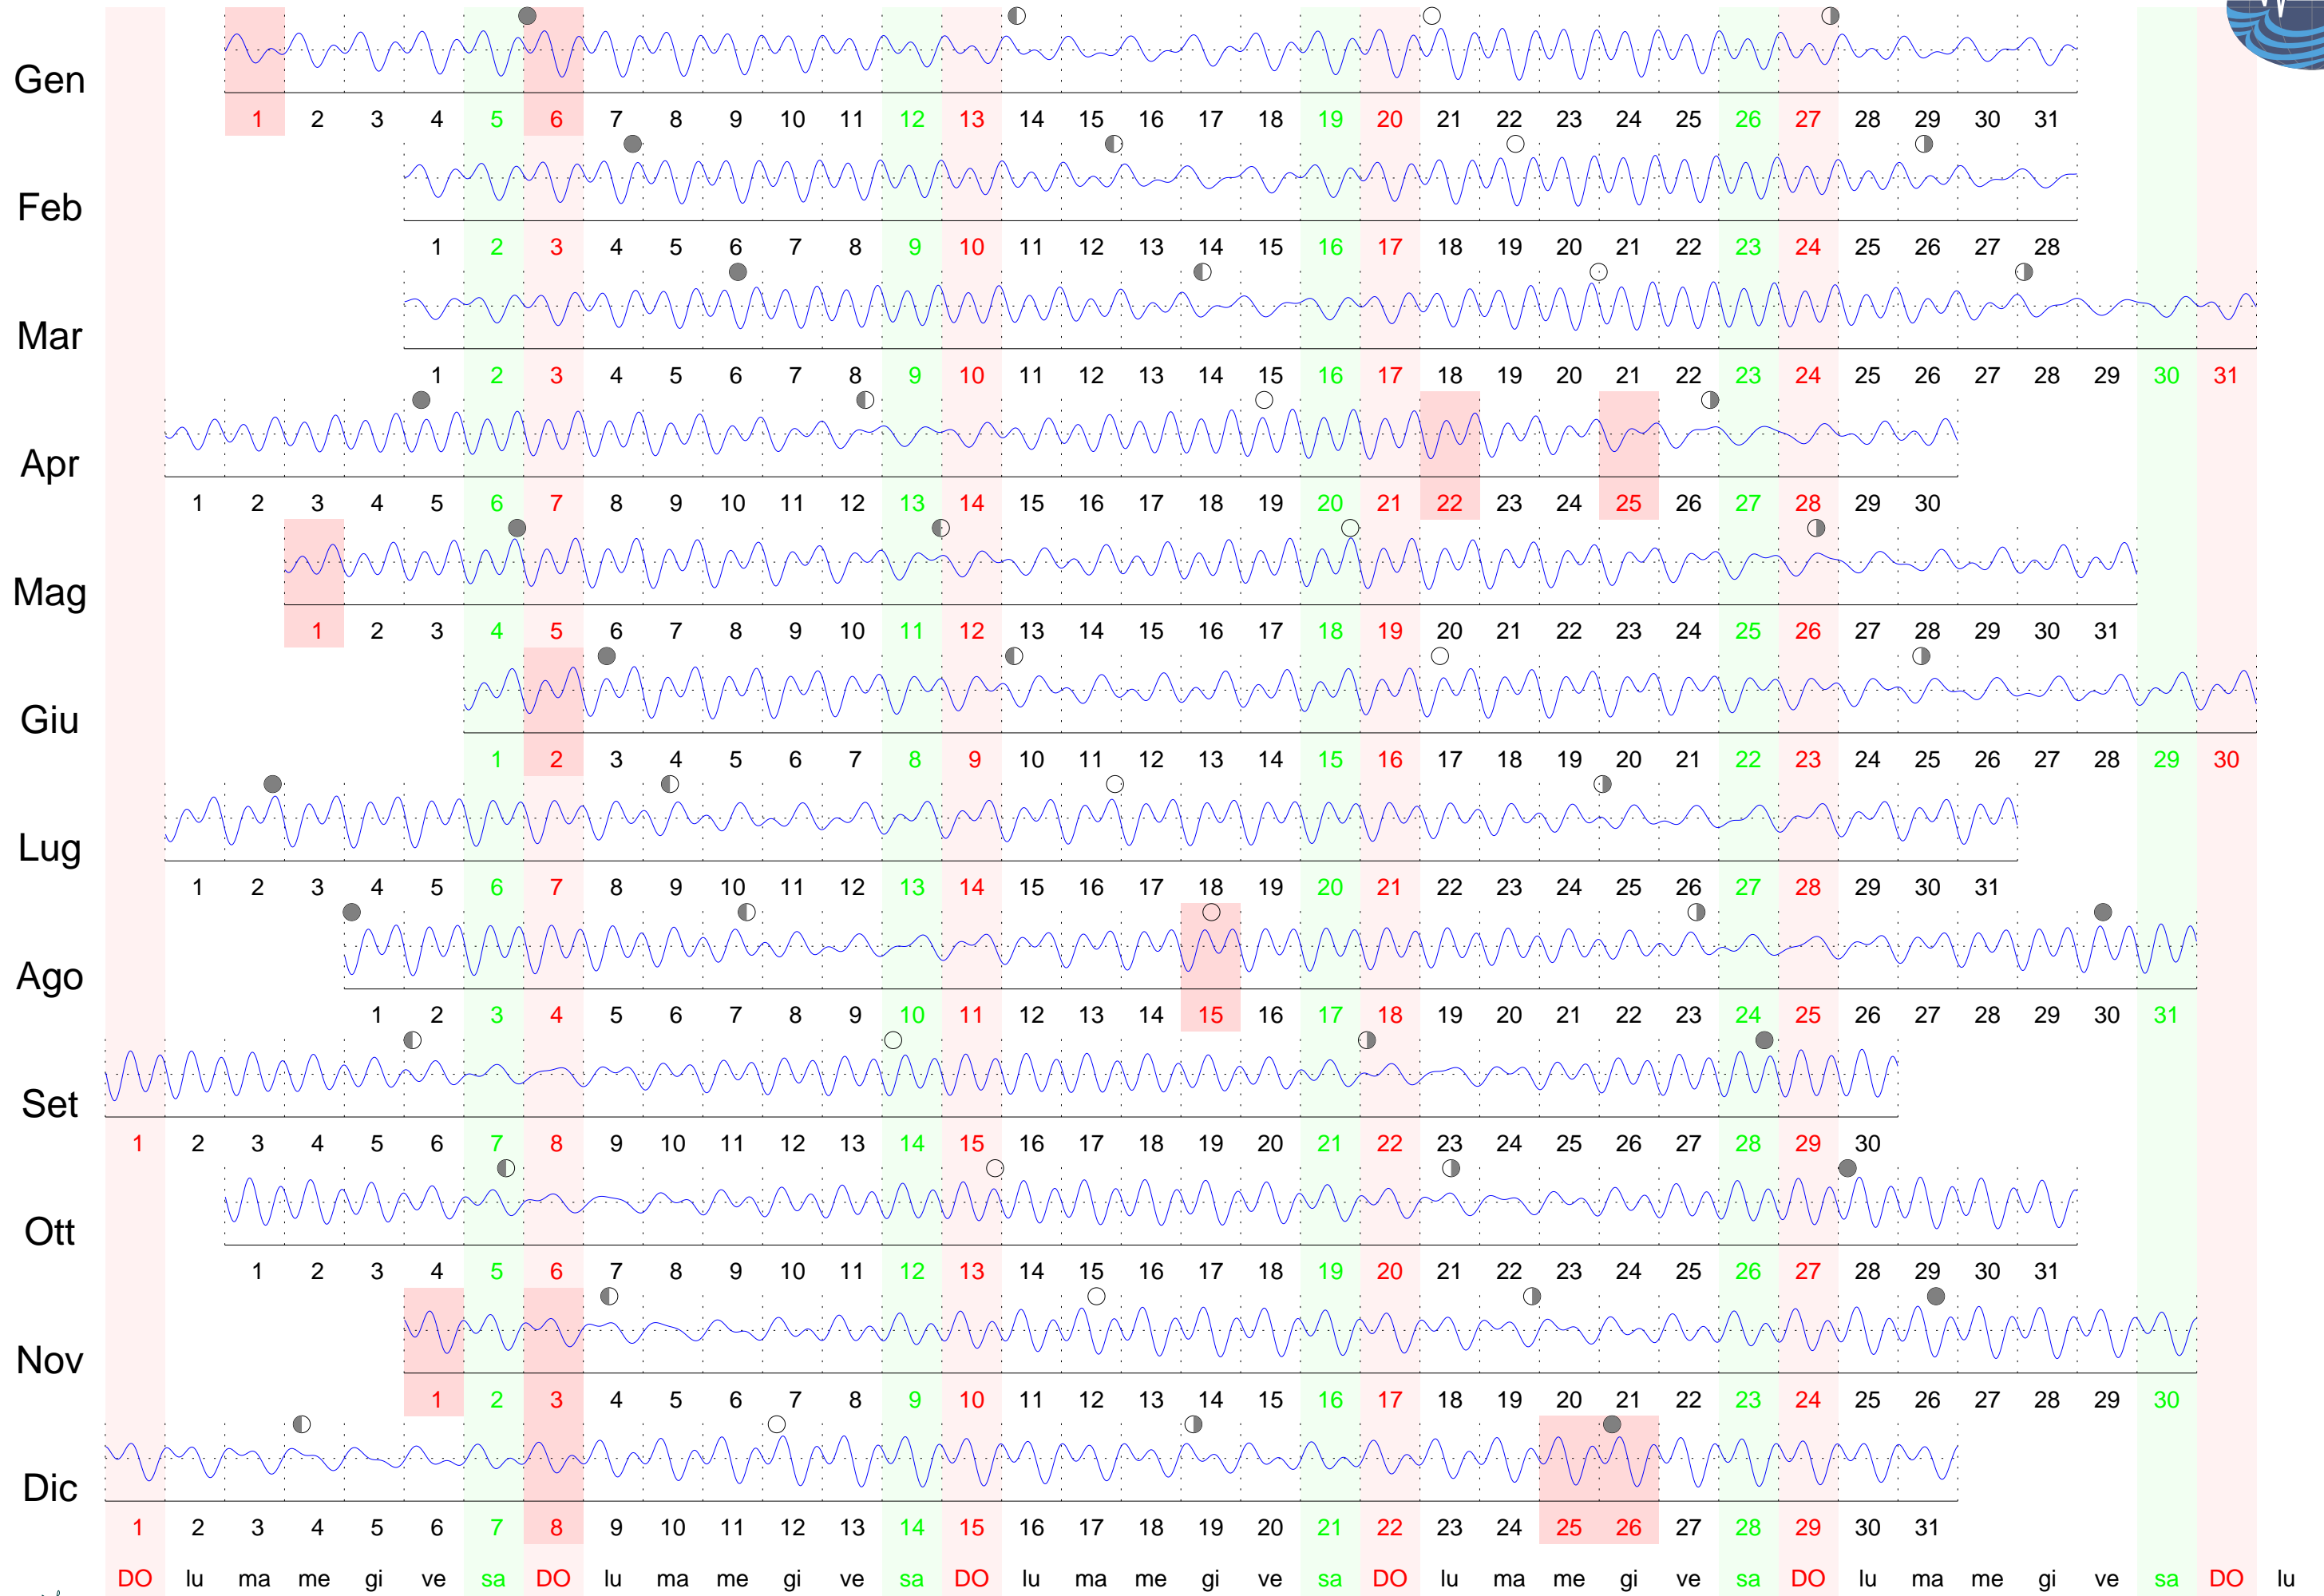 Gen
1 2 3 4 5 6 7 8 9 10 11 12 13 14 15 16 17 18 19 20 21 22 23 24 25 26 27 28 29 30 31
Feb
1 2 3 4 5 6 7 8 9 10 11 12 13 14 15 16 17 18 19 20 21 22 23 24 25 26 27 28
Mar
1 2 3 4 5 6 7 8 9 10 11 12 13 14 15 16 17 18 19 20 21 22 23 24 25 26 27 28 29 30 31
Apr
1 2 3 4 5 6 7 8 9 10 11 12 13 14 15 16 17 18 19 20 21 22 23 24 25 26 27 28 29 30
Mag
1 2 3 4 5 6 7 8 9 10 11 12 13 14 15 16 17 18 19 20 21 22 23 24 25 26 27 28 29 30 31
Giu
1 2 3 4 5 6 7 8 9 10 11 12 13 14 15 16 17 18 19 20 21 22 23 24 25 26 27 28 29 30
Lug
1 2 3 4 5 6 7 8 9 10 11 12 13 14 15 16 17 18 19 20 21 22 23 24 25 26 27 28 29 30 31
Ago
1 2 3 4 5 6 7 8 9 10 11 12 13 14 15 16 17 18 19 20 21 22 23 24 25 26 27 28 29 30 31
Set
1 2 3 4 5 6 7 8 9 10 11 12 13 14 15 16 17 18 19 20 21 22 23 24 25 26 27 28 29 30
Ott
1 2 3 4 5 6 7 8 9 10 11 12 13 14 15 16 17 18 19 20 21 22 23 24 25 26 27 28 29 30 31
Nov
1 2 3 4 5 6 7 8 9 10 11 12 13 14 15 16 17 18 19 20 21 22 23 24 25 26 27 28 29 30
Dic
1 2 3 4 5 6 7 8 9 10 11 12 13 14 15 16 17 18 19 20 21 22 23 24 25 26 27 28 29 30 31
DO lu ma me gi ve sa DO lu ma me gi ve sa DO lu ma me gi ve sa DO lu ma me gi ve sa DO lu ma me gi ve sa DO lu